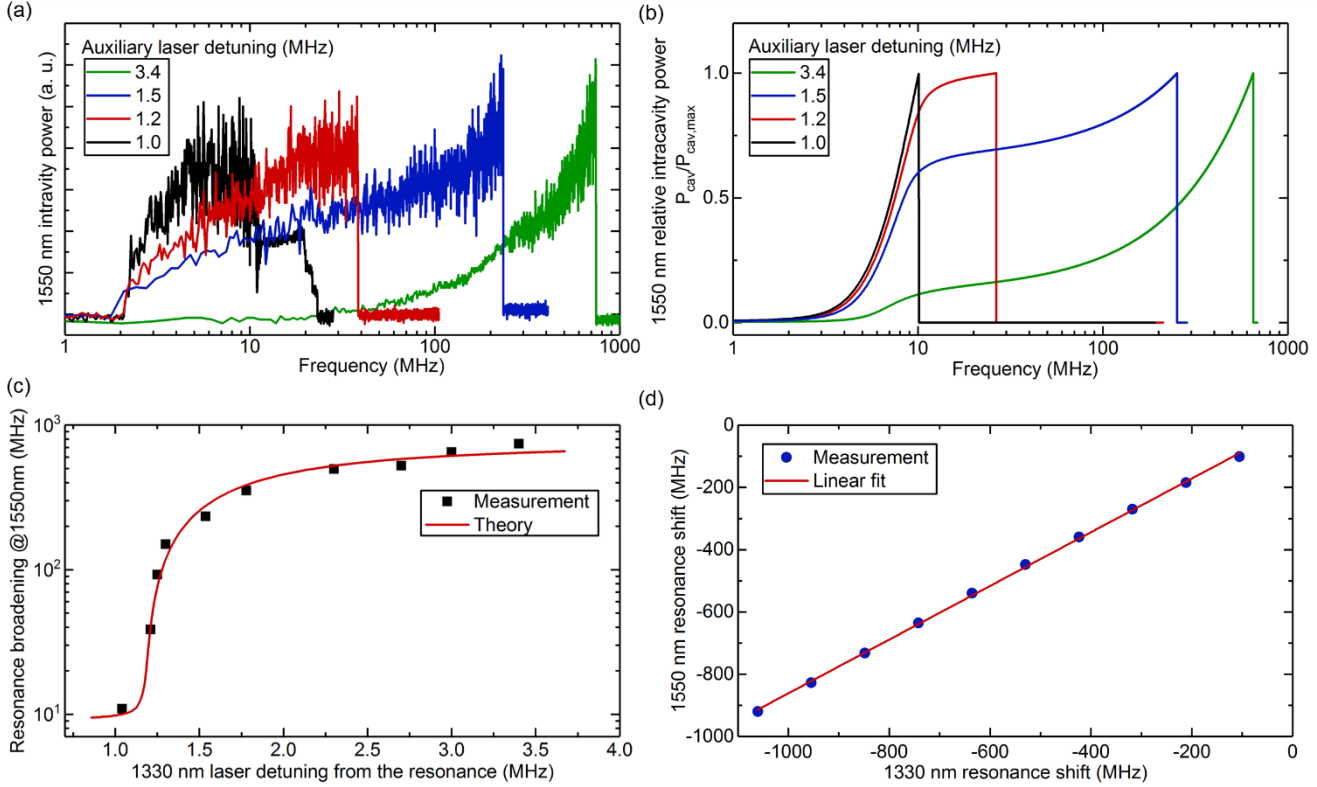 (a)
Auxiliary laser detuning (MHz)
3.4
1.5
1.2
1.0
1550 nm intravity power (a. u.)
1
10
100
1000
Frequency (MHz)
(b)
Auxiliary laser detuning (MHz)
3.4
1.5
1.2
1.0
1550 nm relative intracavity power
Pcav/Pcav,max
1.0
0.5
0.0
1
10
100
1000
Frequency (MHz)
(c)
Resonance broadening @1550nm (MHz)
10³
10²
10¹
Measurement
Theory
1.0
1.5
2.0
2.5
3.0
3.5
4.0
1330 nm laser detuning from the resonance (MHz)
(d)
1550 nm resonance shift (MHz)
0
-200
-400
-600
-800
-1000
Measurement
Linear fit
-1000
-800
-600
-400
-200
0
1330 nm resonance shift (MHz)